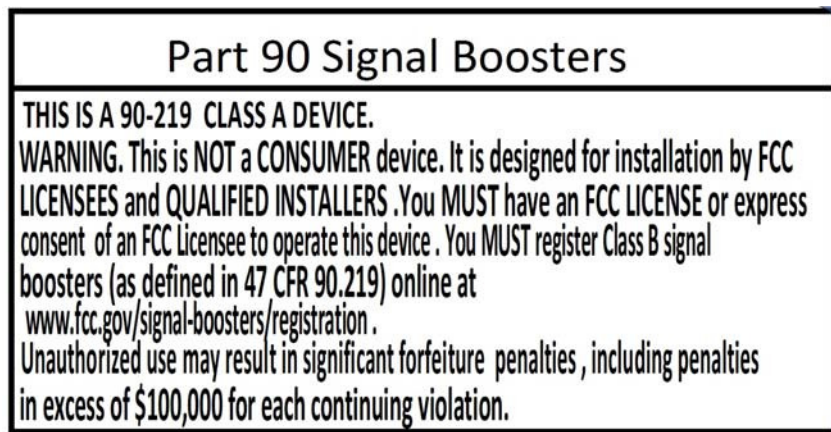 Part 90 Signal Boosters
THIS IS A 90-219 CLASS A DEVICE.
WARNING. This is NOT a CONSUMER device. It is designed for installation by FCC
LICENSEES and QUALIFIED INSTALLERS .You MUST have an FCC LICENSE or express
consent of an FCC Licensee to operate this device . You MUST register Class B signal
boosters (as defined in 47 CFR 90.219) online at
www.fcc.gov/signal-boosters/registration .
Unauthorized use may result in significant forfeiture penalties , including penalties
in excess of $100,000 for each continuing violation.